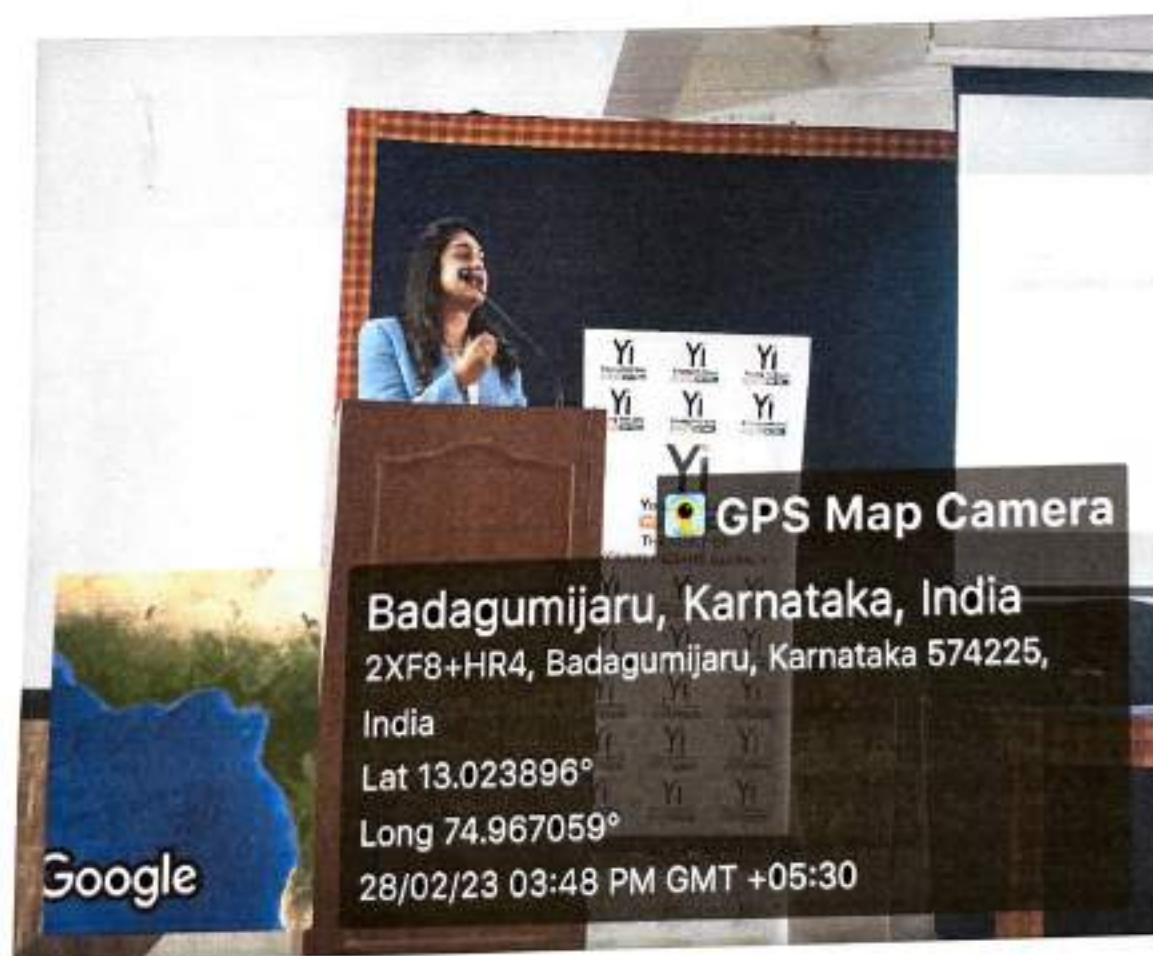 Yi Yi Yi
Yi Yi Yi
Yi
GPS Map Camera
Badagumijaru, Karnataka, India
2XF8+HR4, Badagumijaru, Karnataka 574225,
India
Lat 13.023896°
Long 74.967059°
28/02/23 03:48 PM GMT +05:30
Google